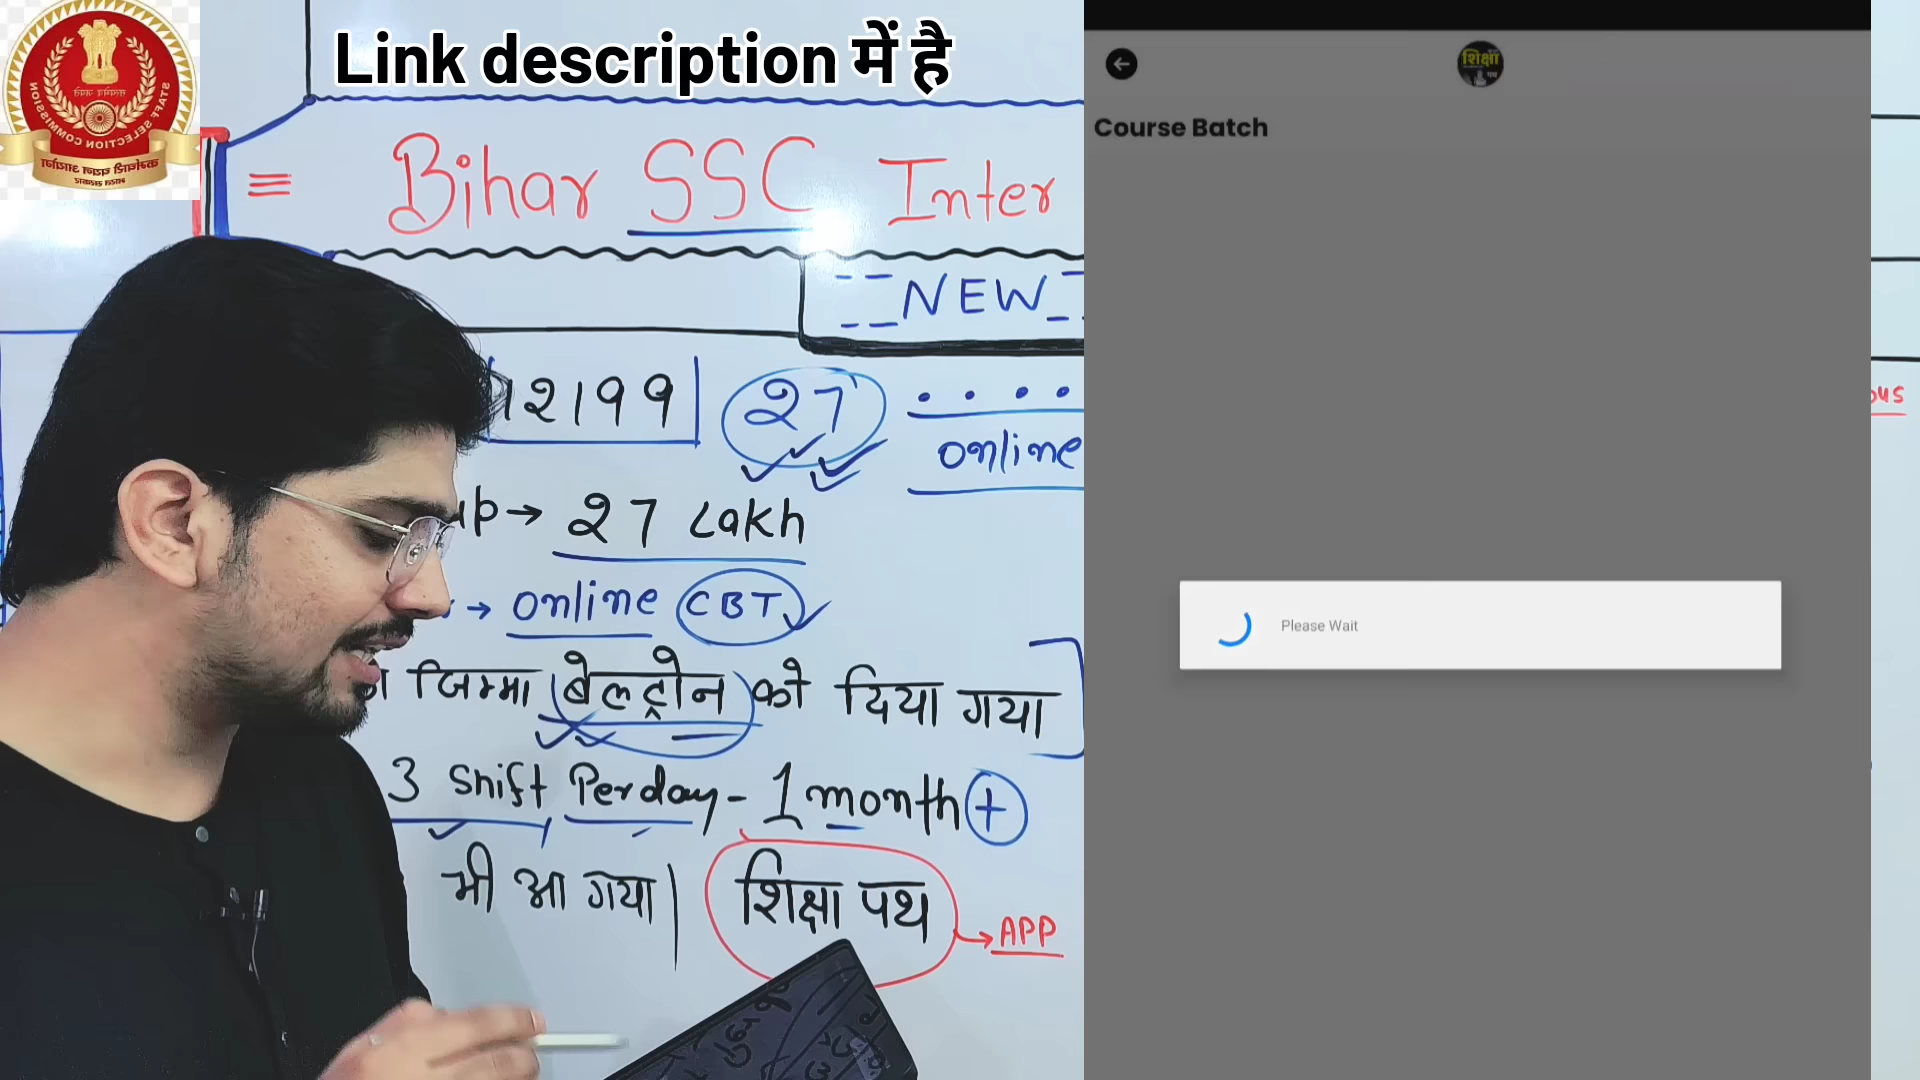 Link description में है
शिक्षा
Course Batch
Bihar SSC Inter
NEW
12199 27
online
27 Lakh
→ online CBT
जिम्मा बेलट्रोन को दिया गया
3 Shift Perday - 1 month +
भी आ गया | शिक्षा पथ → APP
Please Wait